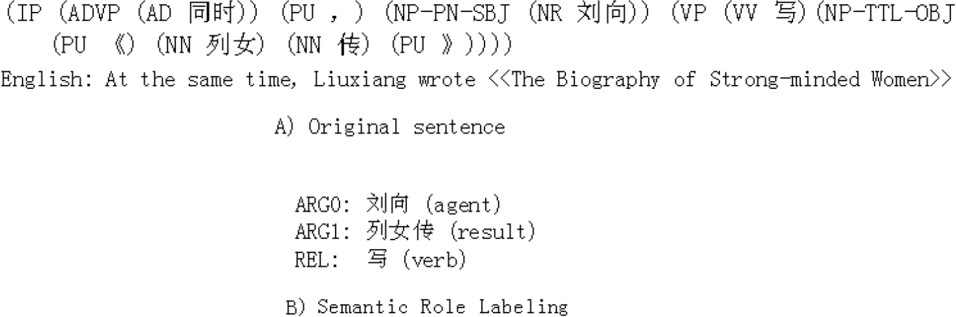 (IP (ADVP (AD 同时)) (PU ，) (NP-PN-SBJ (NR 刘向)) (VP (VV 写)(NP-TTL-OBJ
(PU 《) (NN 列女) (NN 传) (PU 》))))
English: At the same time, Liuxiang wrote <<The Biography of Strong-minded Women>>
A) Original sentence
ARG0: 刘向 (agent)
ARG1: 列女传 (result)
REL: 写 (verb)
B) Semantic Role Labeling